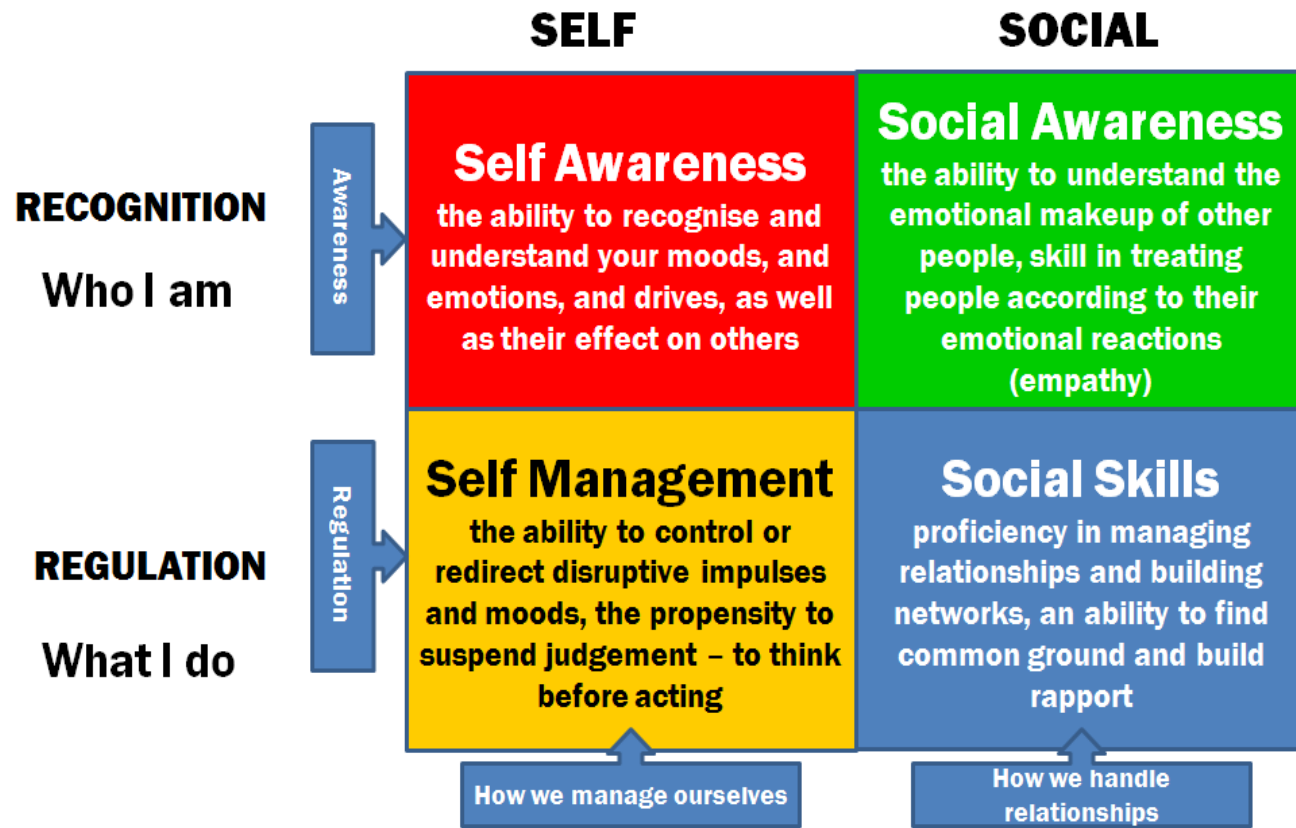 SELF
SOCIAL
RECOGNITION
Who I am
Awareness
Self Awareness
the ability to recognise and
understand your moods, and
emotions, and drives, as well
as their effect on others
Social Awareness
the ability to understand the
emotional makeup of other
people, skill in treating
people according to their
emotional reactions
(empathy)
REGULATION
What I do
Regulation
Self Management
the ability to control or
redirect disruptive impulses
and moods, the propensity to
suspend judgement – to think
before acting
Social Skills
proficiency in managing
relationships and building
networks, an ability to find
common ground and build
rapport
How we manage ourselves
How we handle
relationships